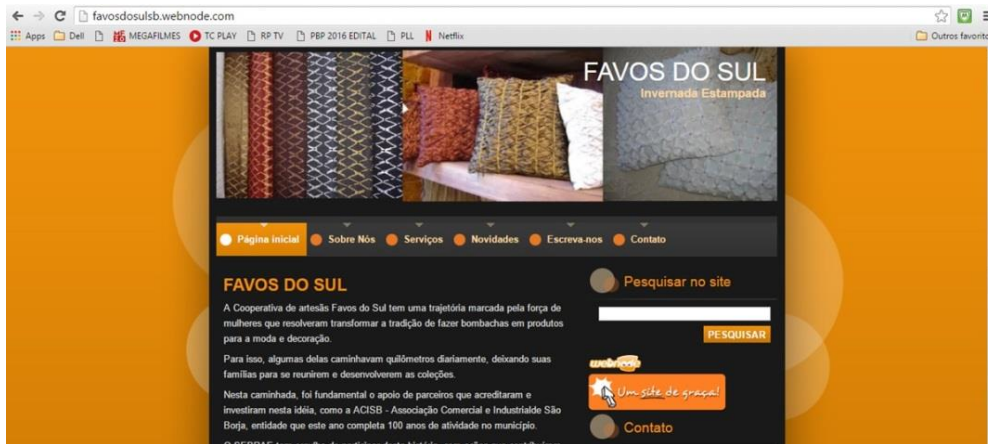 favosdosulsb.webnode.com
Apps Dell MEGAFILMES TC PLAY RP TV PBP 2016 EDITAL PLL Netflix Outros favorit
FAVOS DO SUL
Invernada Estampada
Página inicial Sobre Nós Serviços Novidades Escreva-nos Contato
FAVOS DO SUL
A Cooperativa de artesãs Favos do Sul tem uma trajetória marcada pela força de
mulheres que resolveram transformar a tradição de fazer bombachas em produtos
para a moda e decoração.
Para isso, algumas delas caminhavam quilômetros diariamente, deixando suas
famílias para se reunirem e desenvolverem as coleções.
Nesta caminhada, foi fundamental o apoio de parceiros que acreditaram e
investiram nesta idéia, como a ACISB - Associação Comercial e Industrialde São
Borja, entidade que este ano completa 100 anos de atividade no município.
Pesquisar no site
PESQUISAR
webnode
Um site de graça!
Contato